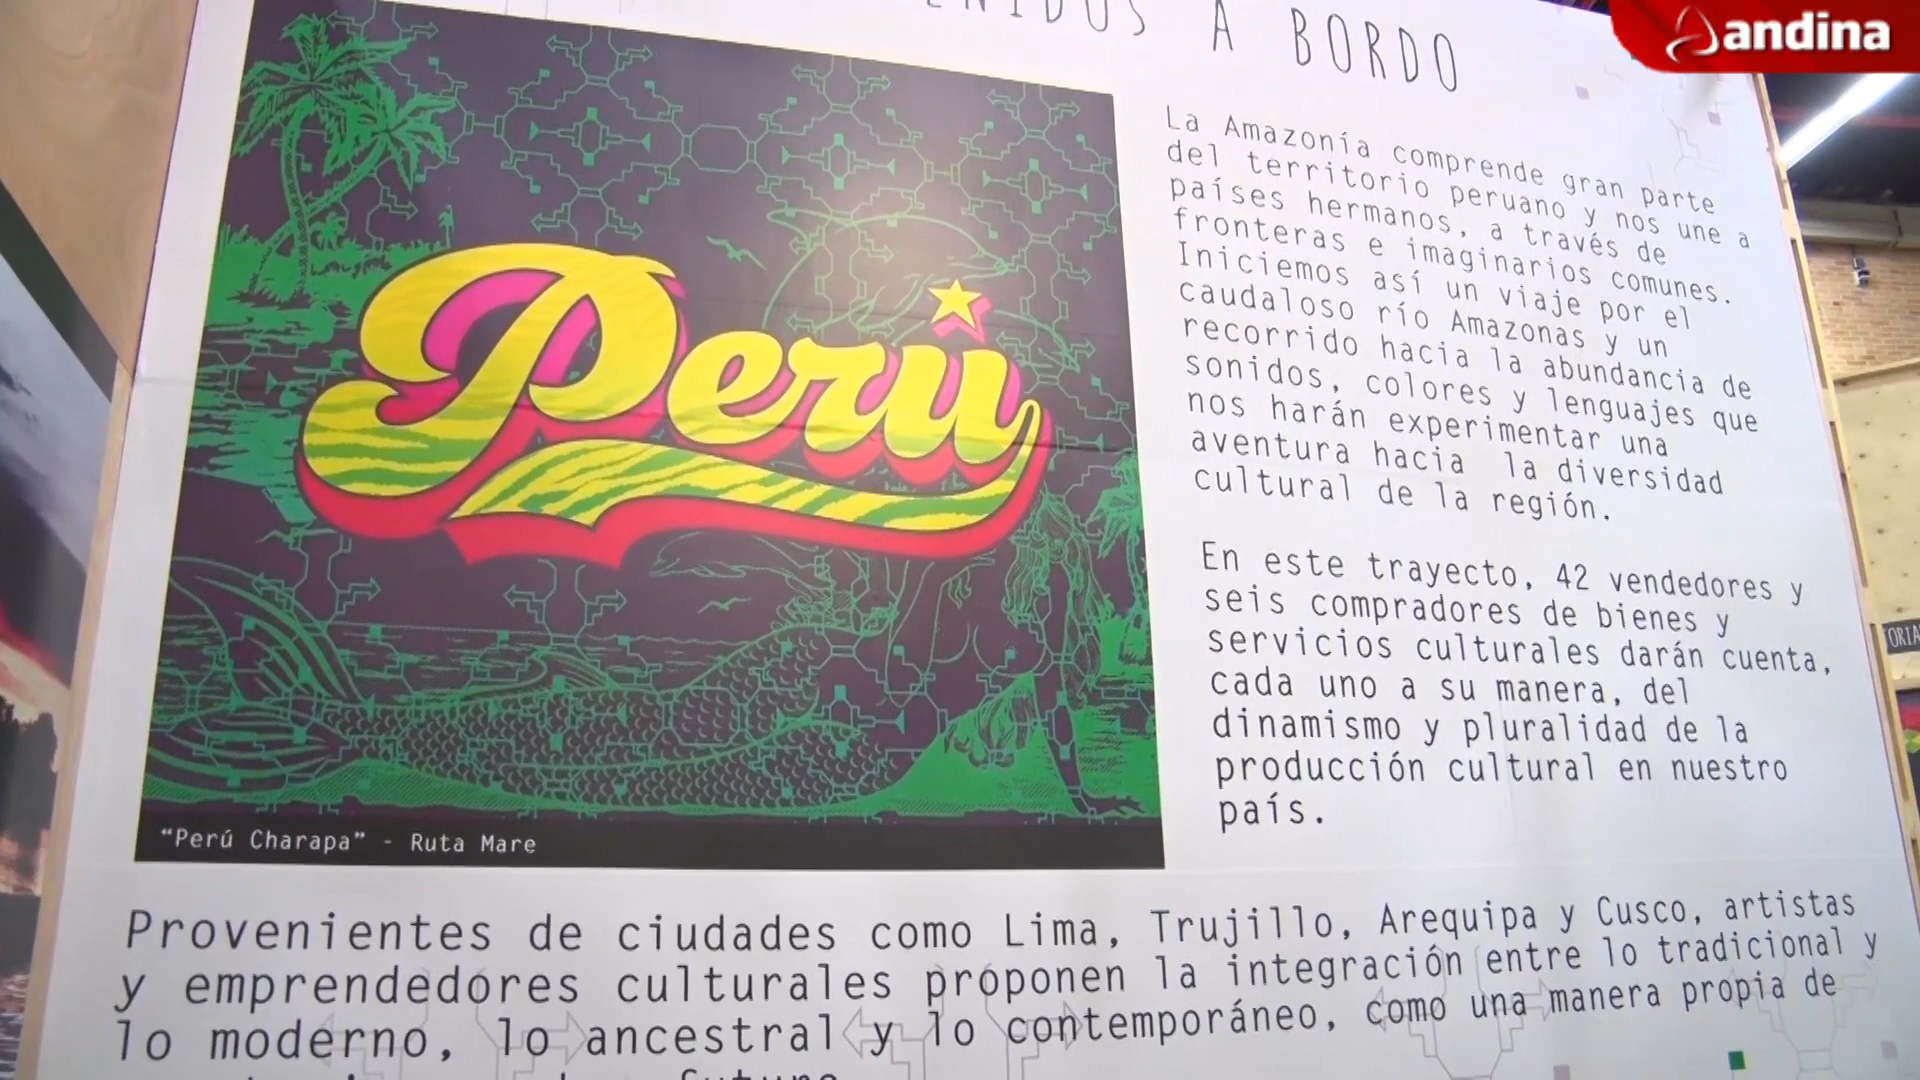 A BORDO
andina
La Amazonía comprende gran parte
del territorio peruano y nos une a
países hermanos, a través de
fronteras e imaginarios comunes.
Iniciemos así un viaje por el
caudaloso río Amazonas y un
recorrido hacia la abundancia de
sonidos, colores y lenguajes que
nos harán experimentar una
aventura hacia la diversidad
cultural de la región.
En este trayecto, 42 vendedores y
seis compradores de bienes y
servicios culturales darán cuenta,
cada uno a su manera, del
dinamismo y pluralidad de la
producción cultural en nuestro
país.
Perú
"Perú Charapa" - Ruta Mare
Provenientes de ciudades como Lima, Trujillo, Arequipa y Cusco, artistas
y emprendedores culturales proponen la integración entre lo tradicional y
lo moderno, lo ancestral y lo contemporáneo, como una manera propia de